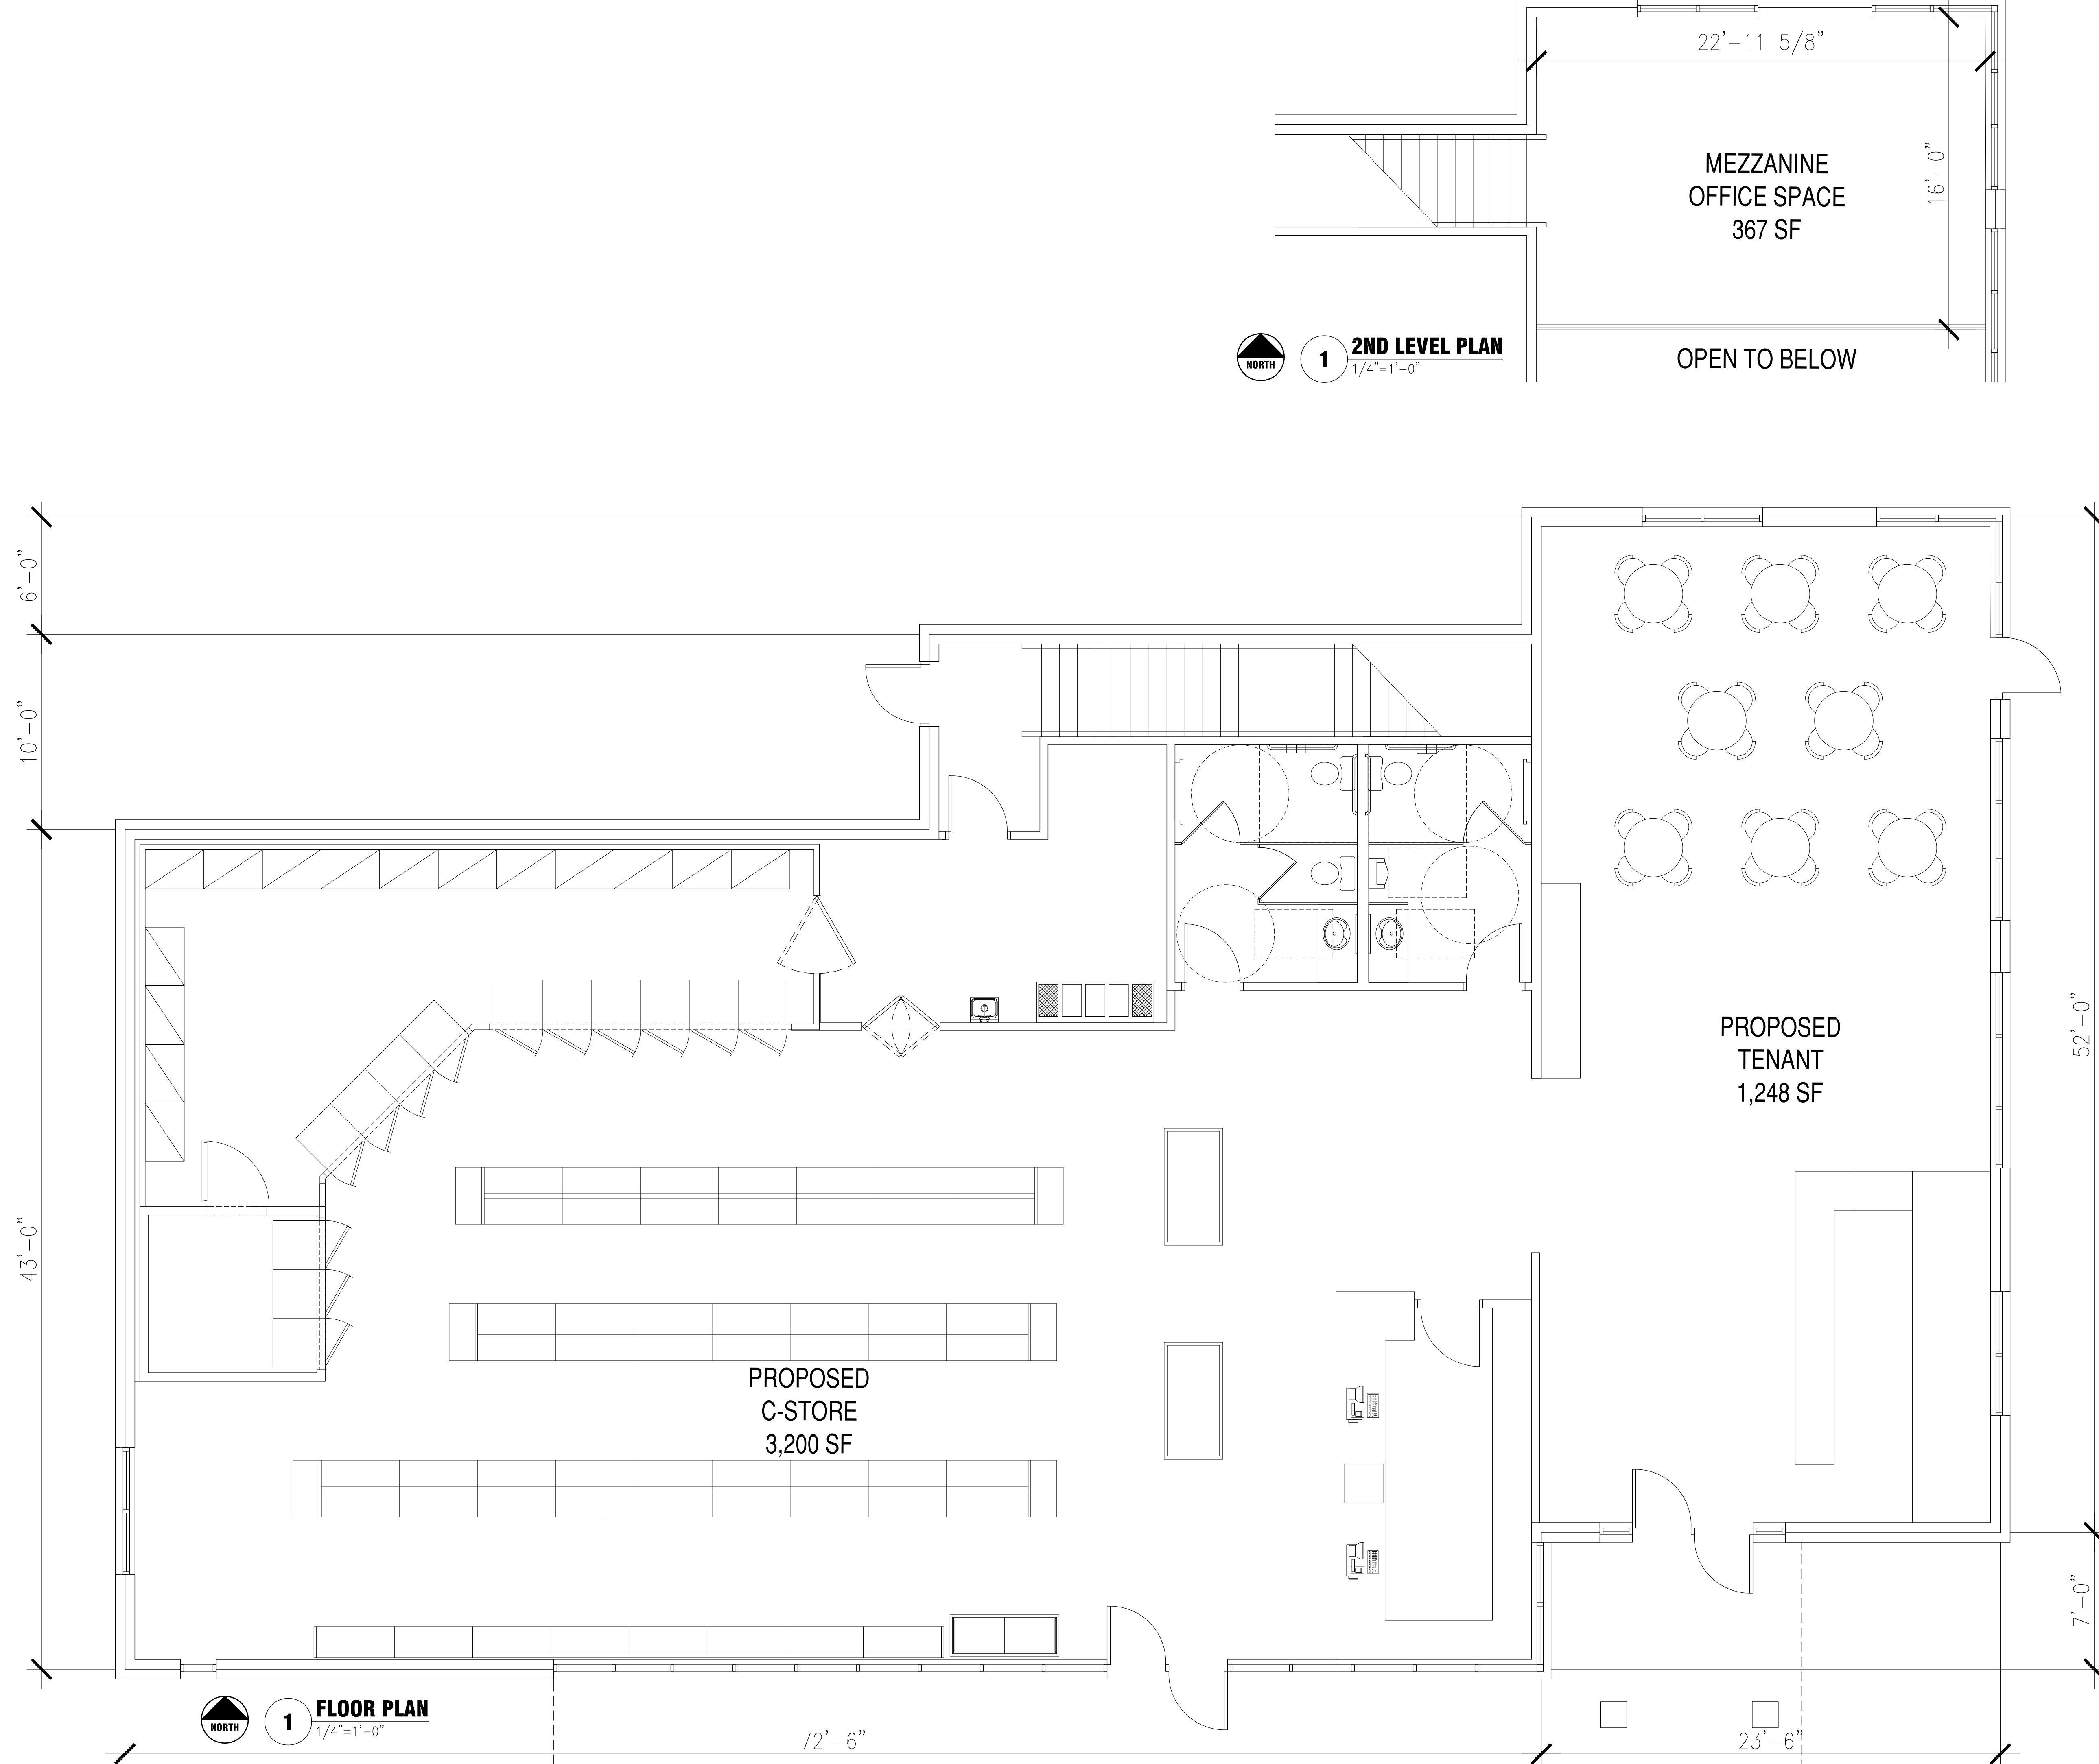 22'-11 5/8"
MEZZANINE
OFFICE SPACE
367 SF
16'-0"
NORTH
1
2ND LEVEL PLAN
1/4"=1'-0"
OPEN TO BELOW
6'-0"
10'-0"
43'-0"
52'-0"
7'-0"
PROPOSED
TENANT
1,248 SF
PROPOSED
C-STORE
3,200 SF
NORTH
1
FLOOR PLAN
1/4"=1'-0"
72'-6"
23'-6"